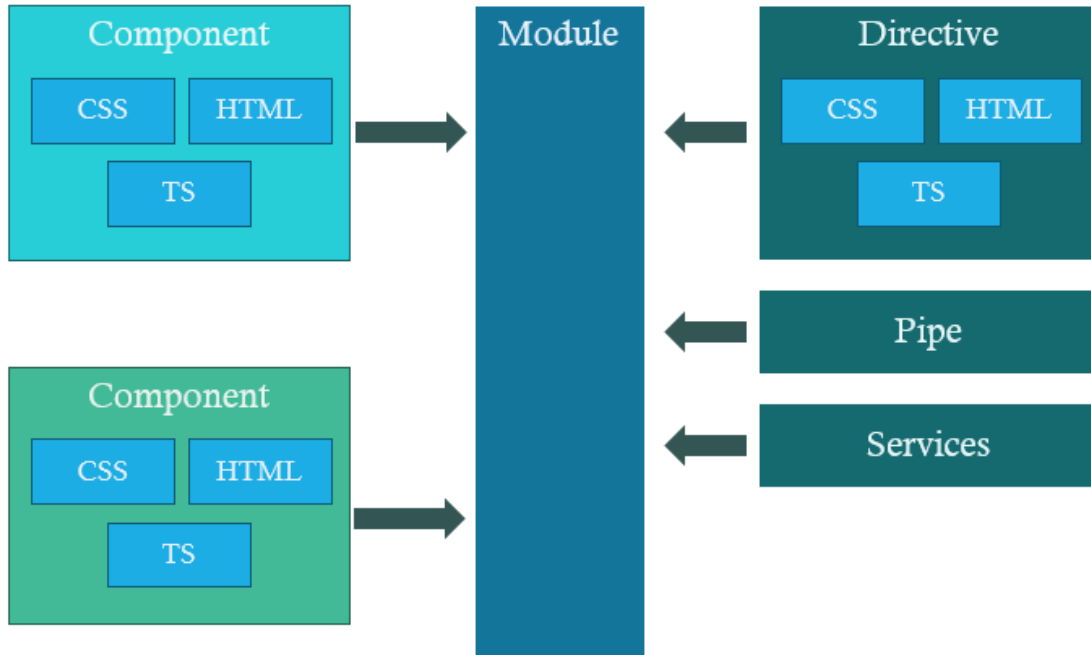 Component
CSS
HTML
TS
Component
CSS
HTML
TS
Module
Directive
CSS
HTML
TS
Pipe
Services